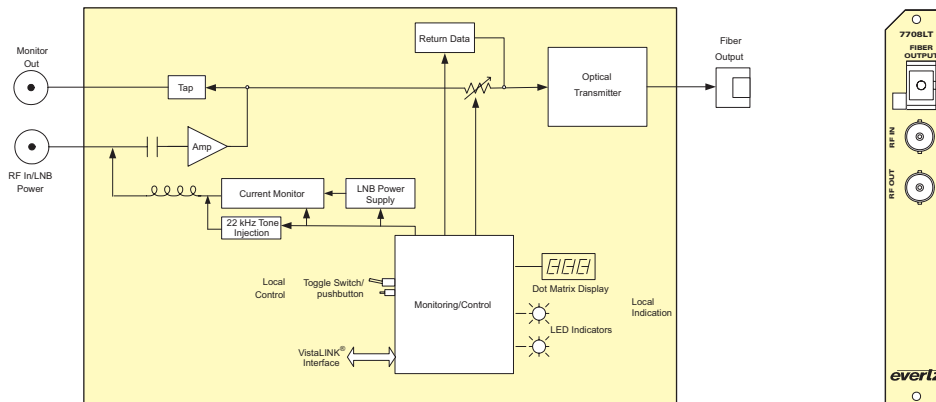 Monitor
Out
Tap
Return Data
Optical
Transmitter
Fiber
Output
Amp
RF In/LNB
Power
Current Monitor
LNB Power
Supply
22 kHz Tone
Injection
Local
Control
Toggle Switch/
pushbutton
Monitoring/Control
Dot Matrix Display
Local
Indication
LED Indicators
VistaLINK®
Interface
7708LT
FIBER
OUTPUT
RF IN
RF OUT
evertz